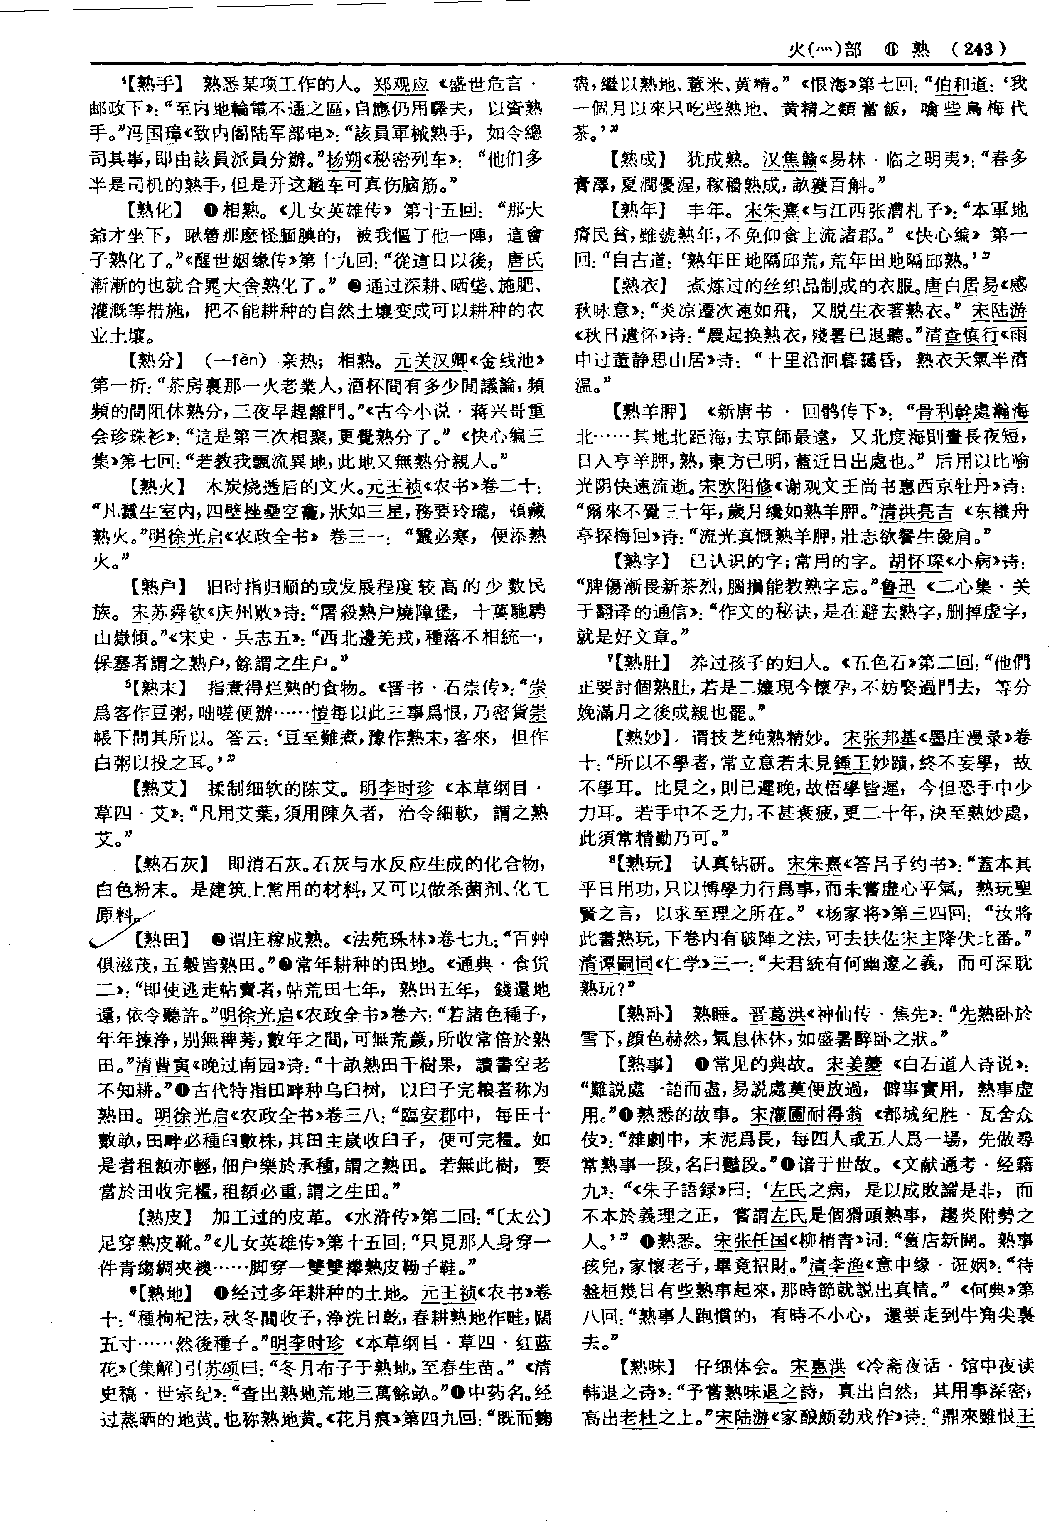 火(灬)部 ⑪ 熟 (243)
⁴【熟手】 熟悉某项工作的人。郑观应《盛世危言·
邮政下》:“至内地輪電不通之區,自應仍用驛夫, 以資熟
手。”冯国璋《致内阁陆军部电》:“該員軍械熟手, 如令總
司其事,即由該員派員分辦。”杨朔《秘密列车》: “他们多
半是司机的熟手,但是开这趟车可真伤脑筋。”
【熟化】 ❶相熟。《儿女英雄传》第十五回: “那大
爺才坐下, 瞅着那麽怪腼腆的, 被我慪了他一陣, 這會
子熟化了。”《醒世姻缘传》第十九回:“從這日以後, 唐氏
漸漸的也就合晁大舍熟化了。” ❷通过深耕、晒垡、施肥、
灌溉等措施, 把不能耕种的自然土壤变成可以耕种的农
业土壤。
【熟分】 (—fèn) 亲热; 相熟。元关汉卿《金线池》
第一折:“茶房裏那一火老業人,酒杯間有多少閒議論,頻
頻的間阻休熟分,三夜早趕離門。”《古今小说·蒋兴哥重
会珍珠衫》:“這是第三次相聚,更覺熟分了。”《快心编三
集》第七回:“若教我飄流異地,此地又無熟分親人。”
【熟火】 木炭烧透后的文火。元王祯《农书》卷二十:
“凡蠶生室内,四壁挫壘空龕,狀如三星,務要玲瓏, 頓藏
熟火。”明徐光启《农政全书》卷三一: “蠶必寒, 便添熟
火。”
【熟户】 旧时指归顺的或发展程度较高的少数民
族。宋苏舜钦《庆州败》诗:“屠殺熟户燒障堡, 十萬馳騁
山嶽傾。”《宋史·兵志五》:“西北邊羌戎,種落不相統一,
保塞者謂之熟户,餘謂之生户。”
⁵【熟末】 指煮得烂熟的食物。《晋书·石崇传》:“崇
爲客作豆粥,咄嗟便辦……愷每以此三事爲恨,乃密貨崇
帳下問其所以。答云:‘豆至難煮,豫作熟末,客來, 但作
白粥以投之耳。’”
【熟艾】 揉制细软的陈艾。明李时珍《本草纲目·
草四·艾》:“凡用艾葉,須用陳久者, 治令細軟, 謂之熟
艾。”
【熟石灰】 即消石灰。石灰与水反应生成的化合物,
白色粉末。是建筑上常用的材料,又可以做杀菌剂、化工
原料。
【熟田】 ❶谓庄稼成熟。《法苑珠林》卷七九:“百艸
俱滋茂,五穀皆熟田。”❷常年耕种的田地。《通典·食货
二》:“即使逃走帖賣者,帖荒田七年, 熟田五年, 錢還地
還,依令聽許。”明徐光启《农政全书》卷六:“若諸色種子,
年年揀净,别無稗莠,數年之間,可無荒薉,所收常倍於熟
田。”清曹寅《晚过南园》诗:“十畝熟田千樹果, 讀書空老
不知耕。”❸古代特指田畔种乌臼树, 以臼子完粮者称为
熟田。明徐光启《农政全书》卷三八:“臨安郡中, 每田十
數畝,田畔必種臼數株,其田主歲收臼子, 便可完糧。如
是者租額亦輕,佃户樂於承種,謂之熟田。若無此樹, 要
當於田收完糧,租額必重,謂之生田。”
【熟皮】 加工过的皮革。《水浒传》第二回:“〔太公〕
足穿熟皮靴。”《儿女英雄传》第十五回:“只見那人身穿一
件青縐綢夾襖……脚穿一雙雙襻熟皮鞝子鞋。”
⁶【熟地】 ❶经过多年耕种的土地。元王祯《农书》卷
十:“種枸杞法,秋冬間收子,净洗日乾,春耕熟地作畦,闊
五寸……然後種子。”明李时珍《本草纲目·草四·红蓝
花》〔集解〕引苏颂曰:“冬月布子于熟地,至春生苗。”《清
史稿·世宗纪》:“查出熟地荒地三萬餘畝。”❷中药名。经
过蒸晒的地黄。也称熟地黄。《花月痕》第四九回:“既而麴
糵,繼以熟地、薏米、黄精。”《恨海》第七回:“伯和道:‘我
一個月以來只吃些熟地、黄精之類當飯, 噙些烏梅代
茶。’”
【熟成】 犹成熟。汉焦赣《易林·临之明夷》:“春多
膏澤,夏潤優渥,稼穡熟成,畝穫百斛。”
【熟年】 丰年。宋朱熹《与江西张漕札子》:“本軍地
瘠民貧,雖號熟年,不免仰食上流諸郡。”《快心编》第一
回:“自古道:‘熟年田地隔邱荒,荒年田地隔邱熟。’”
【熟衣】 煮炼过的丝织品制成的衣服。唐白居易《感
秋咏意》:“炎凉遷次速如飛, 又脱生衣著熟衣。” 宋陆游
《秋日遣怀》诗:“晨起换熟衣,殘暑已退聽。”清查慎行《雨
中过董静思山居》诗: “十里沿洄暮靄昏, 熟衣天氣半清
温。”
【熟羊胛】 《新唐书·回鹘传下》: “骨利幹處瀚海
北……其地北距海,去京師最遠, 又北度海則晝長夜短,
日入亨羊胛,熟,東方已明,蓋近日出處也。”后用以比喻
光阴快速流逝。宋欧阳修《谢观文王尚书惠西京牡丹》诗:
“爾來不覺三十年,歲月纔如熟羊胛。”清洪亮吉《东横舟
亭探梅回》诗:“流光真慨熟羊胛,壯志欲嗟生髀肩。”
【熟字】 已认识的字;常用的字。胡怀琛《小病》诗:
“脾傷漸畏新茶烈,腦損能教熟字忘。”鲁迅《二心集·关
于翻译的通信》:“作文的秘诀,是在避去熟字,删掉虚字,
就是好文章。”
⁷【熟肚】 养过孩子的妇人。《五色石》第二回:“他們
正要討個熟肚,若是二孃現今懷孕,不妨娶過門去, 等分
娩滿月之後成親也罷。”
【熟妙】 谓技艺纯熟精妙。宋张邦基《墨庄漫录》卷
十:“所以不學者,常立意若未見鍾王妙蹟,終不妄學, 故
不學耳。比見之,則已遲晚,故悟學皆遲, 今但恐手中少
力耳。若手中不乏力,不甚衰疲,更二十年,決至熟妙處,
此須常精勤乃可。”
⁸【熟玩】 认真钻研。宋朱熹《答吕子约书》:“蓋本其
平日用功,只以博學力行爲事,而未嘗虚心平氣, 熟玩聖
賢之言, 以求至理之所在。”《杨家将》第三四回: “汝將
此書熟玩,下卷内有破陣之法,可去扶佐宋主降伏北番。”
清谭嗣同《仁学》三一:“夫君統有何幽邃之義, 而可深耽
熟玩?”
【熟卧】 熟睡。晋葛洪《神仙传·焦先》:“先熟卧於
雪下,顔色赫然,氣息休休,如盛暑醉卧之狀。”
【熟事】 ❶常见的典故。宋姜夔《白石道人诗说》:
“難説處一語而盡,易説處莫便放過, 僻事實用, 熟事虚
用。”❷熟悉的故事。宋灌圃耐得翁《都城纪胜·瓦舍众
伎》:“雜劇中, 末泥爲長, 每四人或五人爲一場, 先做尋
常熟事一段,名曰豔段。”❸谙于世故。《文献通考·经籍
九》: “《朱子語録》曰: ‘左氏之病, 是以成敗論是非, 而
不本於義理之正, 嘗謂左氏是個猾頭熟事, 趨炎附勢之
人。’” ❹熟悉。宋张任国《柳梢青》词:“舊店新開。熟事
孩兒,家懷老子,畢竟招財。”清李渔《意中缘·诳姻》:“待
盤桓幾日有些熟事起來,那時節就説出真情。”《何典》第
八回:“熟事人跑慣的, 有時不小心, 還要走到牛角尖裏
去。”
【熟味】 仔细体会。宋惠洪《冷斋夜话·馆中夜读
韩退之诗》:“予嘗熟味退之詩, 真出自然, 其用事深密,
高出老杜之上。”宋陆游《家酿颇劲戏作》诗:“鼎來雖恨王